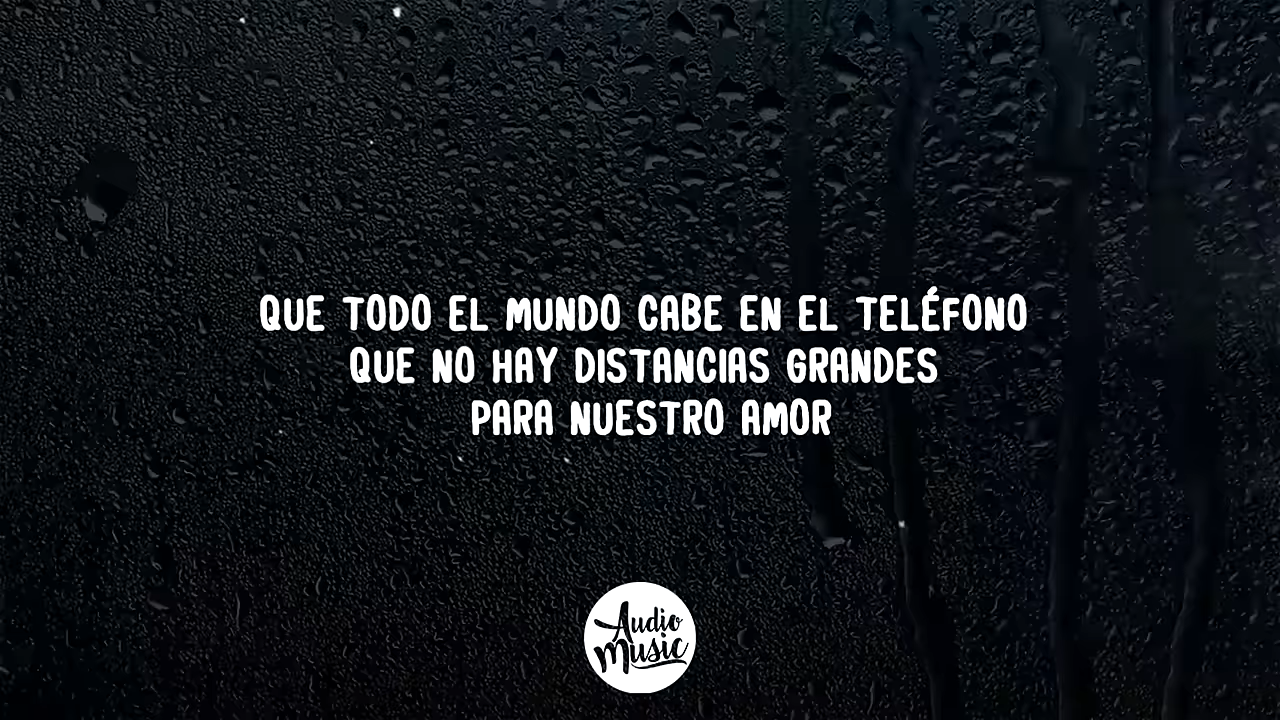 QUE TODO EL MUNDO CABE EN EL TELÉFONO
QUE NO HAY DISTANCIAS GRANDES
PARA NUESTRO AMOR
Audio
Music